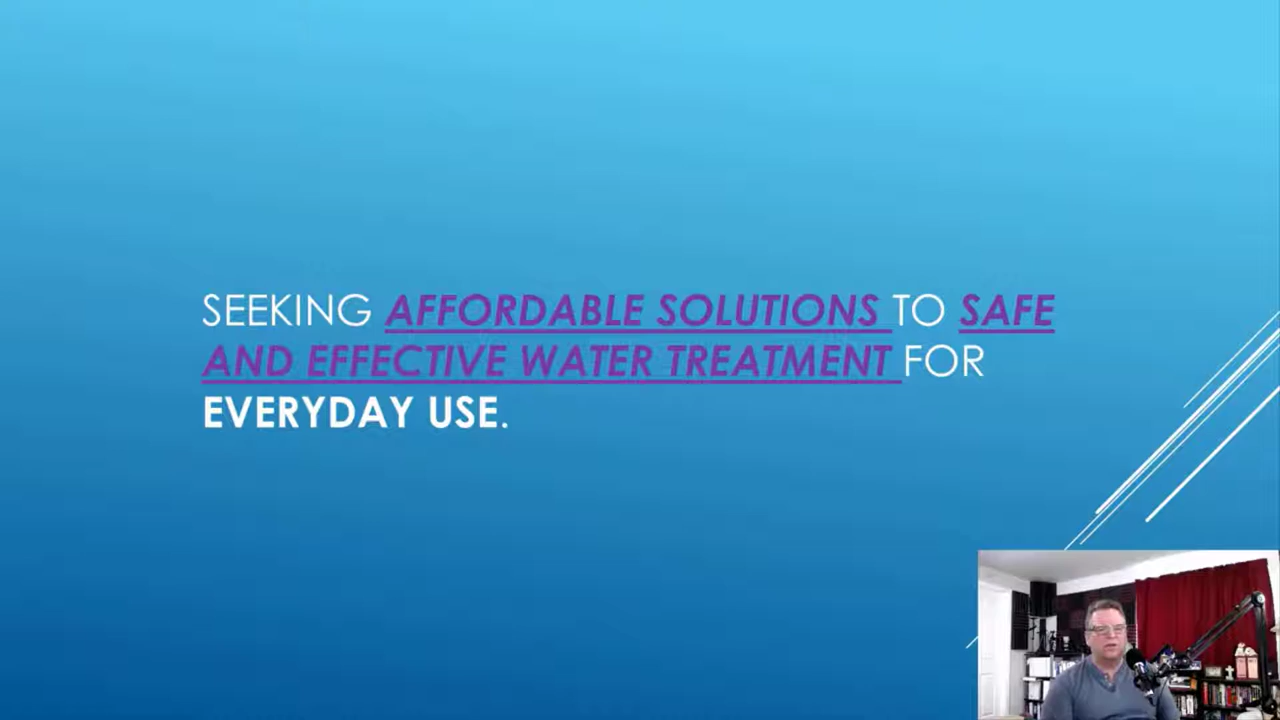 SEEKING AFFORDABLE SOLUTIONS TO SAFE
AND EFFECTIVE WATER TREATMENT FOR
EVERYDAY USE.